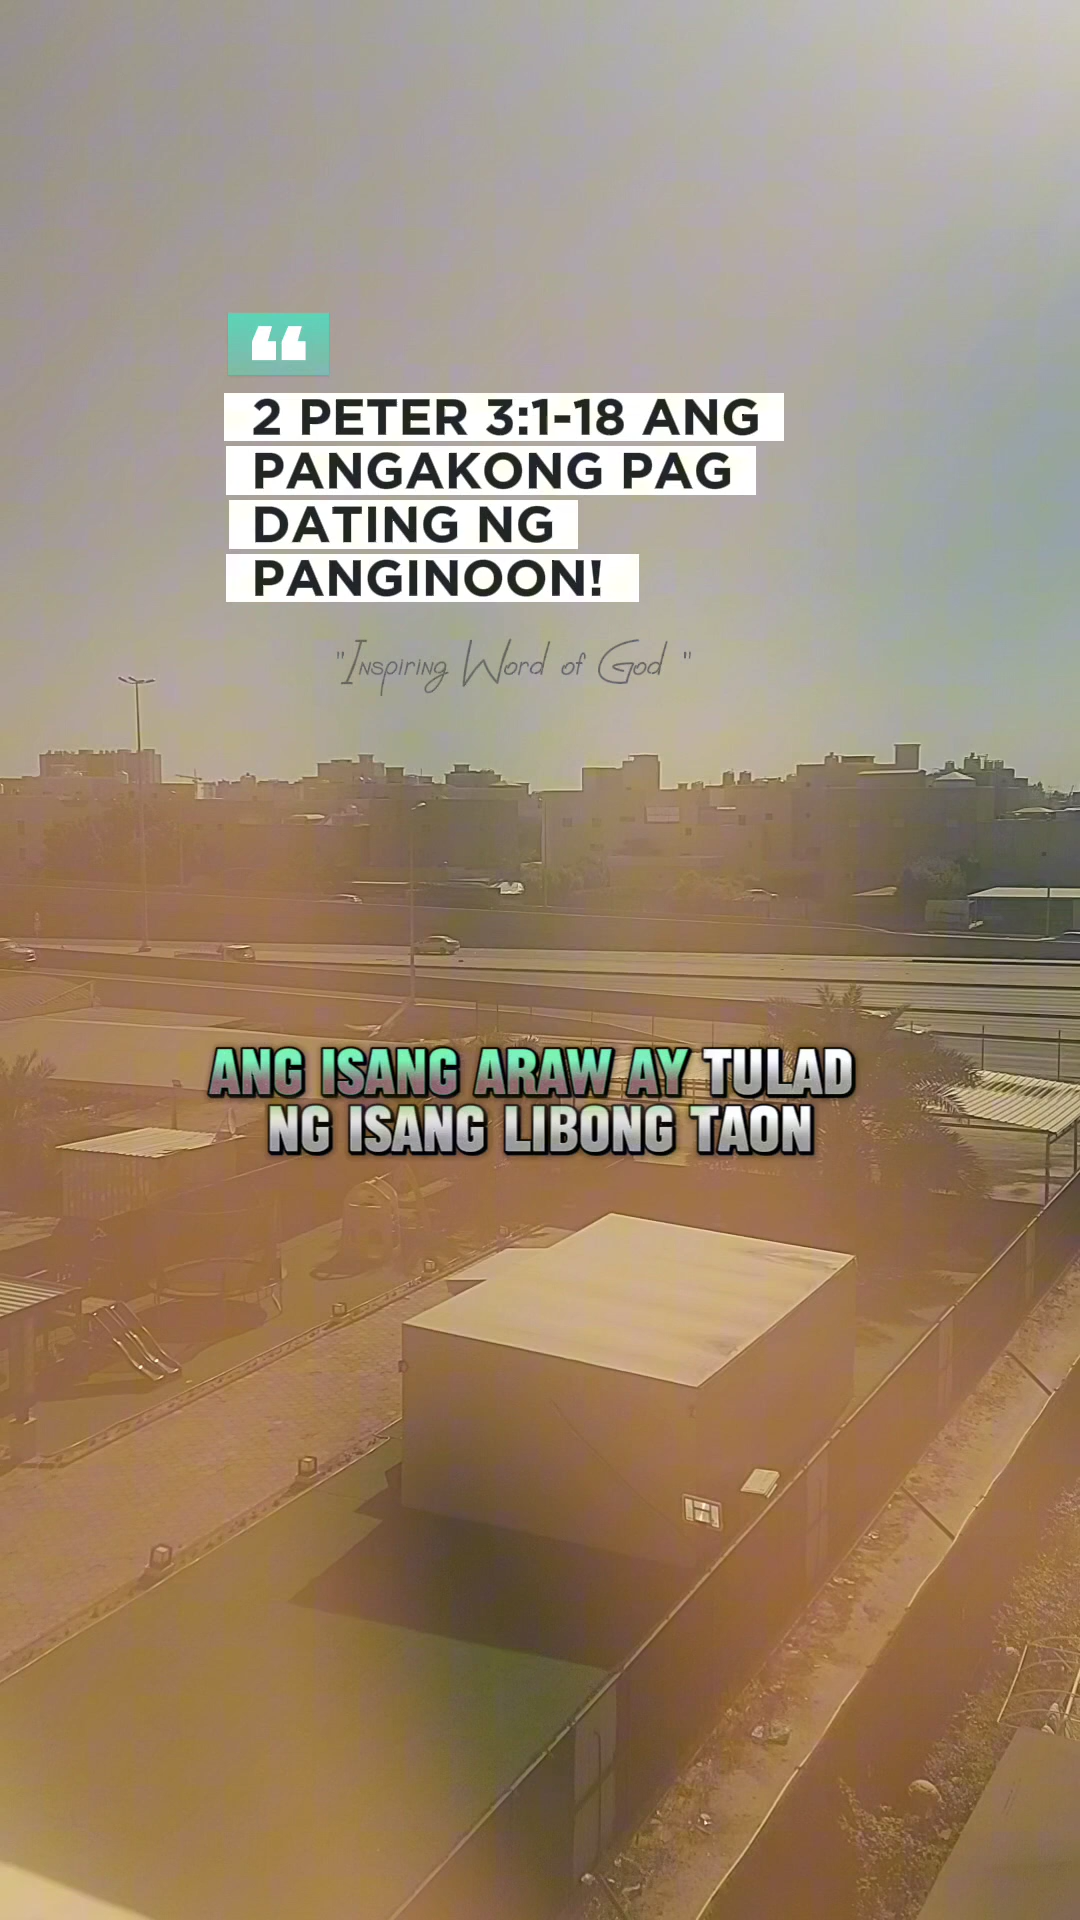 “
2 PETER 3:1-18 ANG
PANGAKONG PAG
DATING NG
PANGINOON!
"Inspiring Word of God "
ANG ISANG ARAW AY TULAD
NG ISANG LIBONG TAON